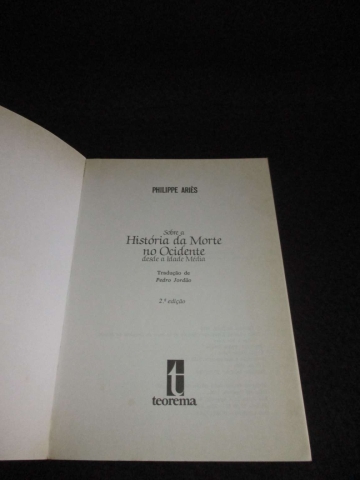 PHILIPPE ARIÈS
Sobre a
História da Morte
no Ocidente
desde a Idade Média
Tradução de
Pedro Jordão
2.ª edição
t
teorema